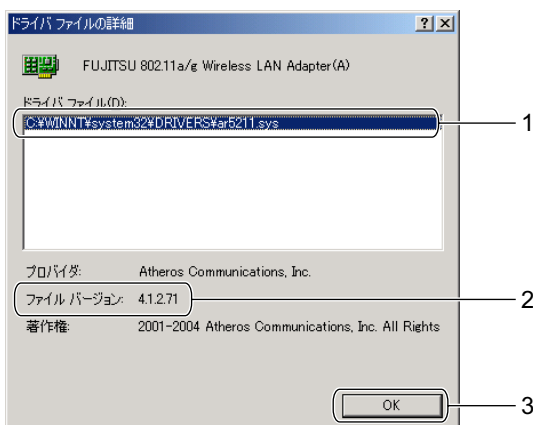 ドライバ ファイルの詳細
FUJITSU 802.11a/g Wireless LAN Adapter(A)
ドライバ ファイル(D):
C:¥WINNT¥system32¥DRIVERS¥ar5211.sys
1
プロバイダ: Atheros Communications, Inc.
ファイル バージョン: 4.1.2.71
2
著作権: 2001-2004 Atheros Communications, Inc. All Rights
OK
3